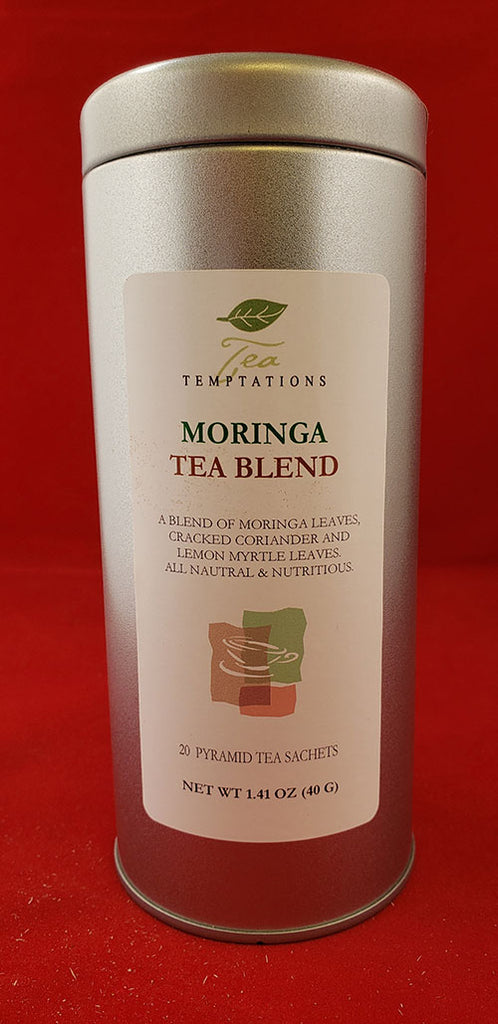 Tea
TEMPTATIONS
MORINGA
TEA BLEND
A BLEND OF MORINGA LEAVES,
CRACKED CORIANDER AND
LEMON MYRTLE LEAVES.
ALL NAUTRAL & NUTRITIOUS.
20 PYRAMID TEA SACHETS
NET WT 1.41 OZ (40 G)